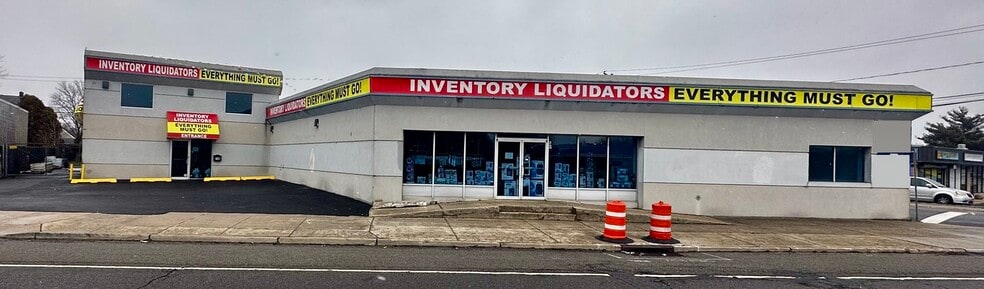 INVENTORY LIQUIDATORS EVERYTHING MUST GO!
INVENTORY
LIQUIDATORS
EVERYTHING
MUST GO!
ENTRANCE
INVENTORY LIQUIDATORS EVERYTHING MUST GO!
INVENTORY LIQUIDATORS EVERYTHING MUST GO!